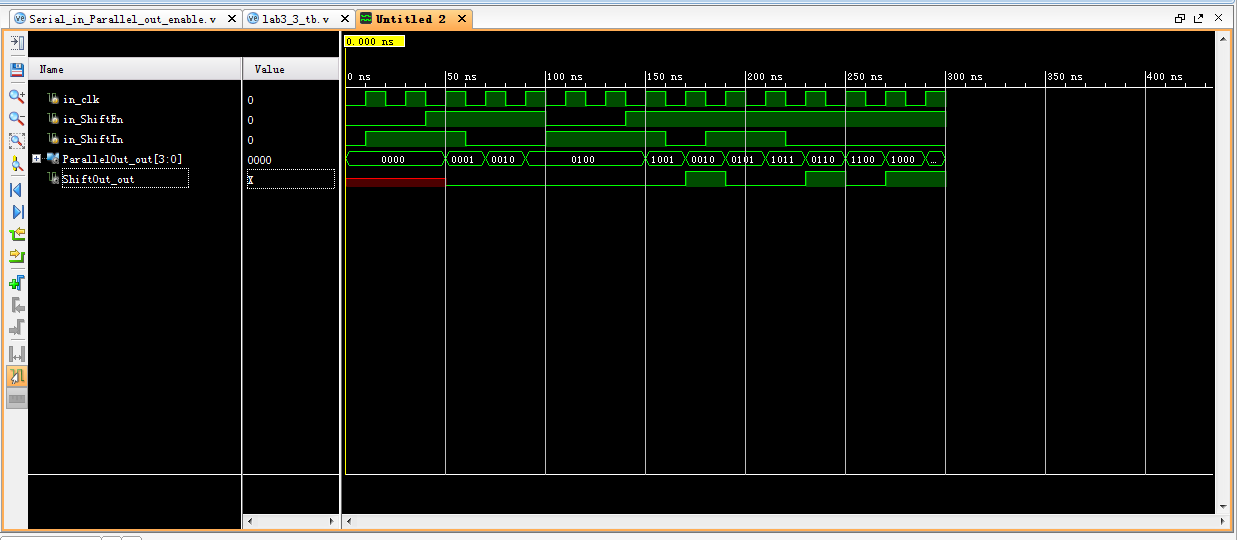 Serial_in_Parallel_out_enable.v lab3_3_tb.v Untitled 2
0.000 ns
Name Value
0 ns 50 ns 100 ns 150 ns 200 ns 250 ns 300 ns 350 ns 400 ns
in_clk 0
in_ShiftEn 0
in_ShiftIn 0
ParallelOut_out[3:0] 0000 0000 0001 0010 0100 1001 0010 0101 1011 0110 1100 1000 ...
ShiftOut_out